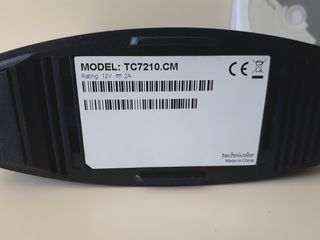 MODEL: TC7210.CM
Rating: 12V ⎓ 2A
CE
technicolor
Made in China